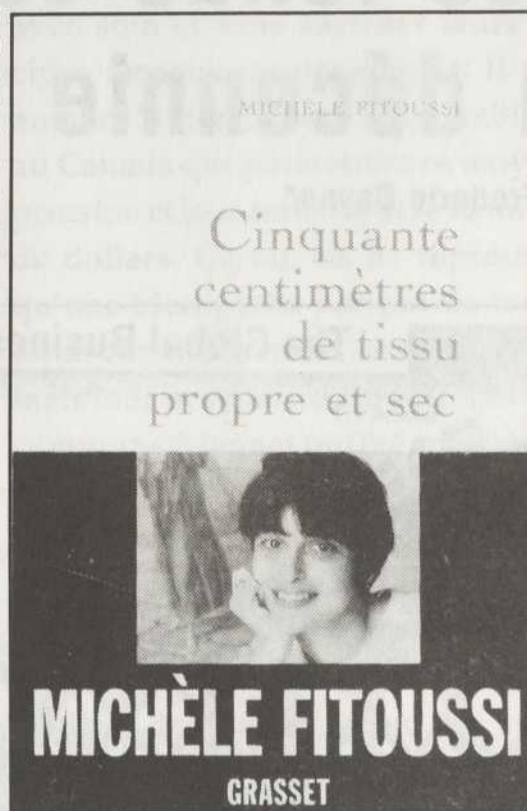 MICHÈLE FITOUSSI
Cinquante
centimètres
de tissu
propre et sec
MICHÈLE FITOUSSI
GRASSET